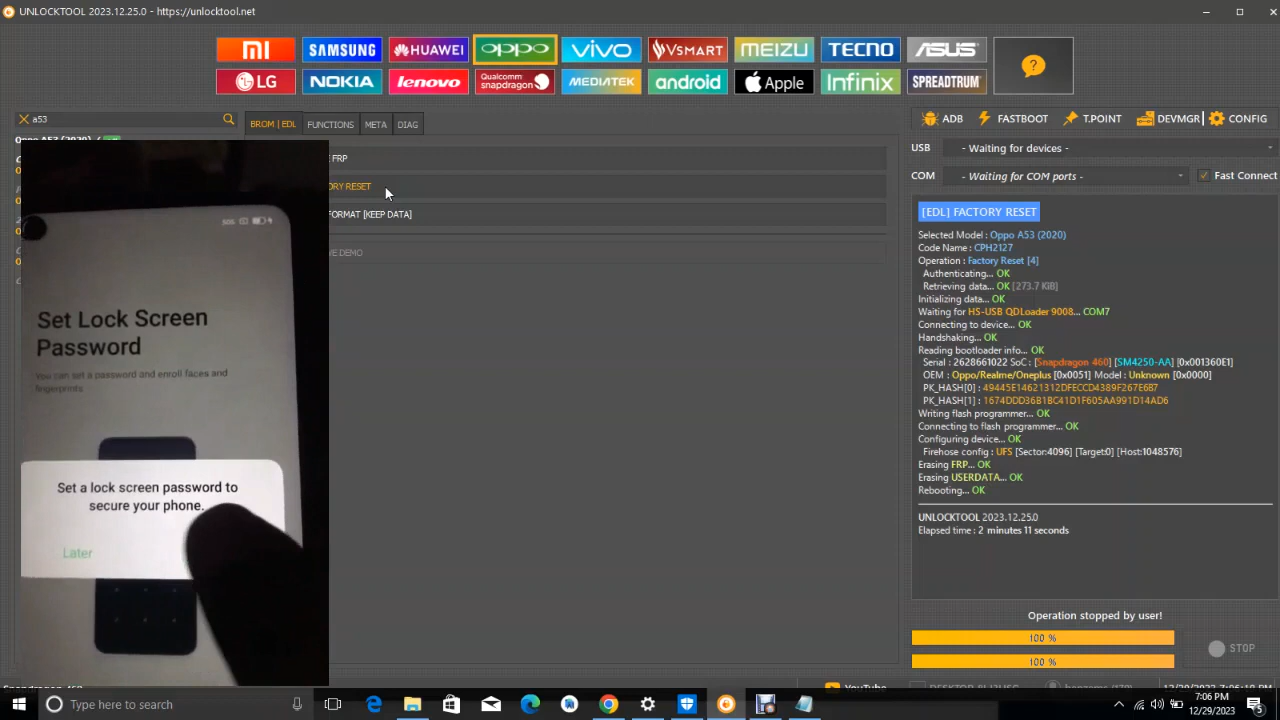 UNLOCKTOOL 2023.12.25.0 - https://unlocktool.net
mi SAMSUNG HUAWEI oppo vivo VSMART MEIZU TECNO ASUS
LG NOKIA lenovo Qualcomm snapdragon MEDIATEK android Apple Infinix SPREADTRUM
?
a53
BROM | EDL FUNCTIONS META DIAG
FRP
ORY RESET
FORMAT [KEEP DATA]
VE DEMO
50%
Set Lock Screen
Password
You can set a password and enroll faces and
fingerprints
Set a lock screen password to
secure your phone.
Later
ADB FASTBOOT T.POINT DEVMGR CONFIG
USB - Waiting for devices -
COM - Waiting for COM ports - Fast Connect
[EDL] FACTORY RESET
Selected Model : Oppo A53 (2020)
Code Name : CPH2127
Operation : Factory Reset [4]
Authenticating... OK
Retrieving data... OK [273.7 KiB]
Initializing data... OK
Waiting for HS-USB QDLoader 9008... COM7
Connecting to device... OK
Handshaking... OK
Reading bootloader info... OK
Serial : 2628661022 SoC : [Snapdragon 460] [SM4250-AA] [0x001360E1]
OEM : Oppo/Realme/Oneplus [0x0051] Model : Unknown [0x0000]
PK_HASH[0] : 49445E14621312DFECCD4389F267E687
PK_HASH[1] : 1674DDD36B1BC41D1F605AA991D14AD6
Writing flash programmer... OK
Connecting to flash programmer... OK
Configuring device... OK
Firehose config : UFS [Sector:4096] [Target:0] [Host:1048576]
Erasing FRP... OK
Erasing USERDATA... OK
Rebooting... OK
UNLOCKTOOL 2023.12.25.0
Elapsed time : 2 minutes 11 seconds
Operation stopped by user!
100 %
100 %
STOP
YouTube
Type here to search
7:06 PM
12/29/2023